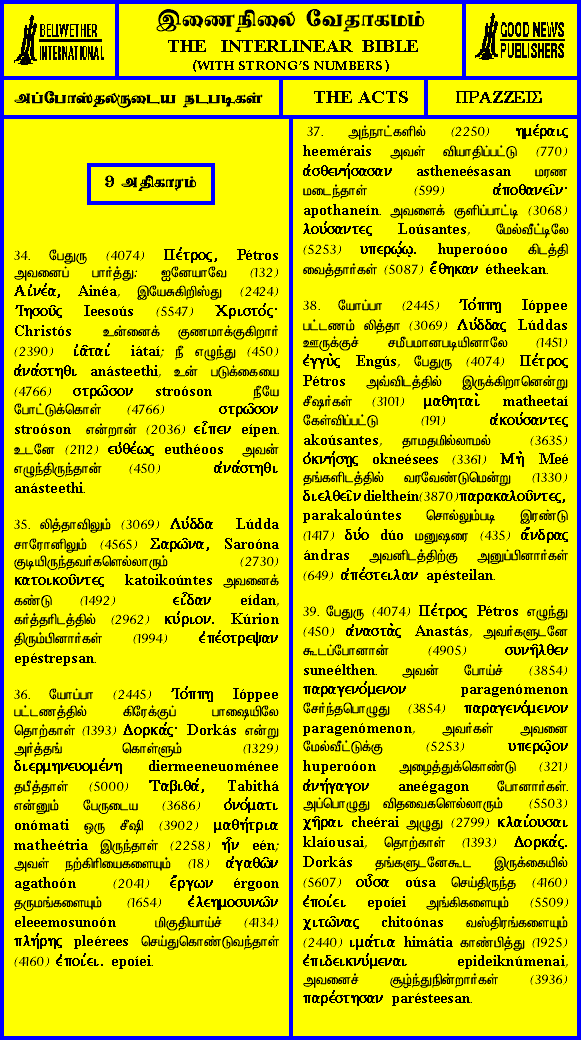 BELLWETHER
INTERNATIONAL
இணைநிலை வேதாகமம்
THE INTERLINEAR BIBLE
(WITH STRONG'S NUMBERS)
GOOD NEWS
PUBLISHERS
அப்போஸ்தலருடைய நடபடிகள்
THE ACTS
ΠΡΑΖΖΕΙΣ
9 அதிகாரம்
34. பேதுரு (4074) Πέτρος, Pétros
அவனைப் பார்த்து: ஐனேயாவே (132)
Αἰνέα, Ainéa, இயேசுகிறிஸ்து (2424)
Ἰησοῦς Ieesoús (5547) Χριστός·
Christós உன்னைக் குணமாக்குகிறார்
(2390) ἰᾶταί iátaí; நீ எழுந்து (450)
ἀνάστηθι anásteethi, உன் படுக்கையை
(4766) στρῶσον stroóson நீயே
போட்டுக்கொள் (4766) στρῶσον
stroóson என்றான் (2036) εἶπεν eípen.
உடனே (2112) εὐθέως euthéoos அவன்
எழுந்திருந்தான் (450) ἀνάστηθι
anásteethi.
35. லித்தாவிலும் (3069) Λύδδα Lúdda
சாரோனிலும் (4565) Σαρῶνα, Saroóna
குடியிருந்தவர்களெல்லாரும் (2730)
κατοικοῦντες katoikoúntes அவனைக்
கண்டு (1492) εἶδαν eídan,
கர்த்தரிடத்தில் (2962) κύριον. Kúrion
திரும்பினார்கள் (1994) ἐπέστρεψαν
epéstrepsan.
36. யோப்பா (2445) Ἰόππῃ Ióppee
பட்டணத்தில் கிரேக்குப் பாஷையிலே
தொற்காள் (1393) Δορκάς· Dorkás என்று
அர்த்தங் கொள்ளும் (1329)
διερμηνευομένη diermeeneuoménee
தபீத்தாள் (5000) Ταβιθά, Tabithá
என்னும் பேருடைய (3686) ὀνόματι
onómati ஒரு சீஷி (3902) μαθήτρια
matheétria இருந்தாள் (2258) ἦν eén;
அவள் நற்கிரியைகளையும் (18) ἀγαθῶν
agathoón (2041) ἔργων érgoon
தருமங்களையும் (1654) ἐλεημοσυνῶν
eleeemosunoón மிகுதியாய்ச் (4134)
πλήρης pleérees செய்துகொண்டுவந்தாள்
(4160) ἐποίει. epoíei.
37. அந்நாட்களில் (2250) ἡμέραις
heemérais அவள் வியாதிப்பட்டு (770)
ἀσθενήσασαν astheneésasan மரண
மடைந்தாள் (599) ἀποθανεῖν·
apothaneín. அவளைக் குளிப்பாட்டி (3068)
λούσαντες Loúsantes, மேல்வீட்டிலே
(5253) υπερῴῳ. huperoóoo கிடத்தி
வைத்தார்கள் (5087) ἔθηκαν étheekan.
38. யோப்பா (2445) Ἰόππῃ Ióppee
பட்டணம் லித்தா (3069) Λύδδας Lúddas
ஊருக்குச் சமீபமானபடியினாலே (1451)
ἐγγὺς Engús, பேதுரு (4074) Πέτρος
Pétros அவ்விடத்தில் இருக்கிறானென்று
சீஷர்கள் (3101) μαθηταὶ matheetaí
கேள்விப்பட்டு (191) ἀκούσαντες
akoúsantes, தாமதமில்லாமல் (3635)
ὀκνήσῃς okneésees (3361) Μὴ Meé
தங்களிடத்தில் வரவேண்டுமென்று (1330)
διελθεῖν dieltheín(3870)παρακαλοῦντες,
parakaloúntes சொல்லும்படி இரண்டு
(1417) δύο dúo மனுஷரை (435) ἄνδρας
ándras அவனிடத்திற்கு அனுப்பினார்கள்
(649) ἀπέστειλαν apésteilan.
39. பேதுரு (4074) Πέτρος Pétros எழுந்து
(450) ἀναστὰς Anastás, அவர்களுடனே
கூடப்போனான் (4905) συνῆλθεν
suneélthen. அவன் போய்ச் (3854)
παραγενόμενον paragenómenon
சேர்ந்தபொழுது (3854) παραγενόμενον
paragenómenon, அவர்கள் அவனை
மேல்வீட்டுக்கு (5253) υπερῷον
huperoóon அழைத்துக்கொண்டு (321)
ἀνήγαγον aneégagon போனார்கள்.
அப்பொழுது விதவைகளெல்லாரும் (5503)
χῆραι cheérai அழுது (2799) κλαίουσαι
klaíousai, தொற்காள் (1393) Δορκάς.
Dorkás தங்களுடனேகூட இருக்கையில்
(5607) οὖσα oúsa செய்திருந்த (4160)
ἐποίει epoíei அங்கிகளையும் (5509)
χιτῶνας chitoónas வஸ்திரங்களையும்
(2440) ιμάτια himátia காண்பித்து (1925)
ἐπιδεικνύμεναι epideiknúmenai,
அவனைச் சூழ்ந்துநின்றார்கள் (3936)
παρέστησαν parésteesan.